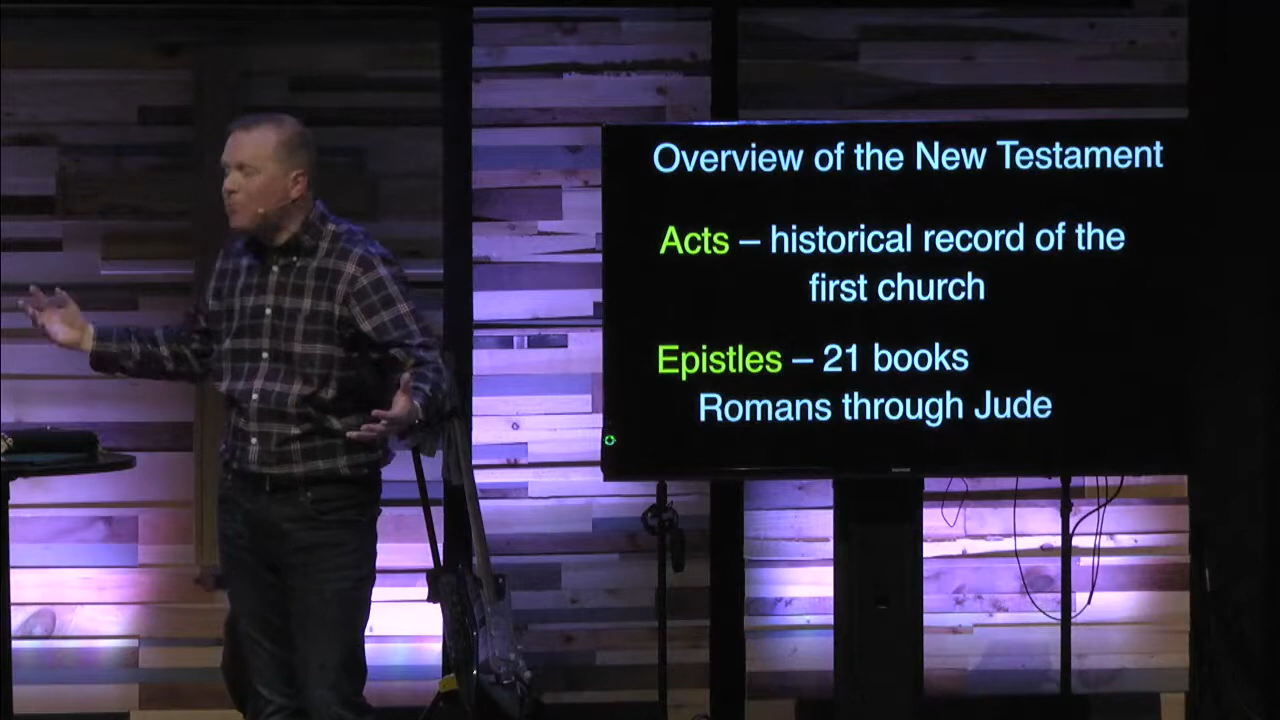 Overview of the New Testament
Acts – historical record of the
first church
Epistles – 21 books
Romans through Jude